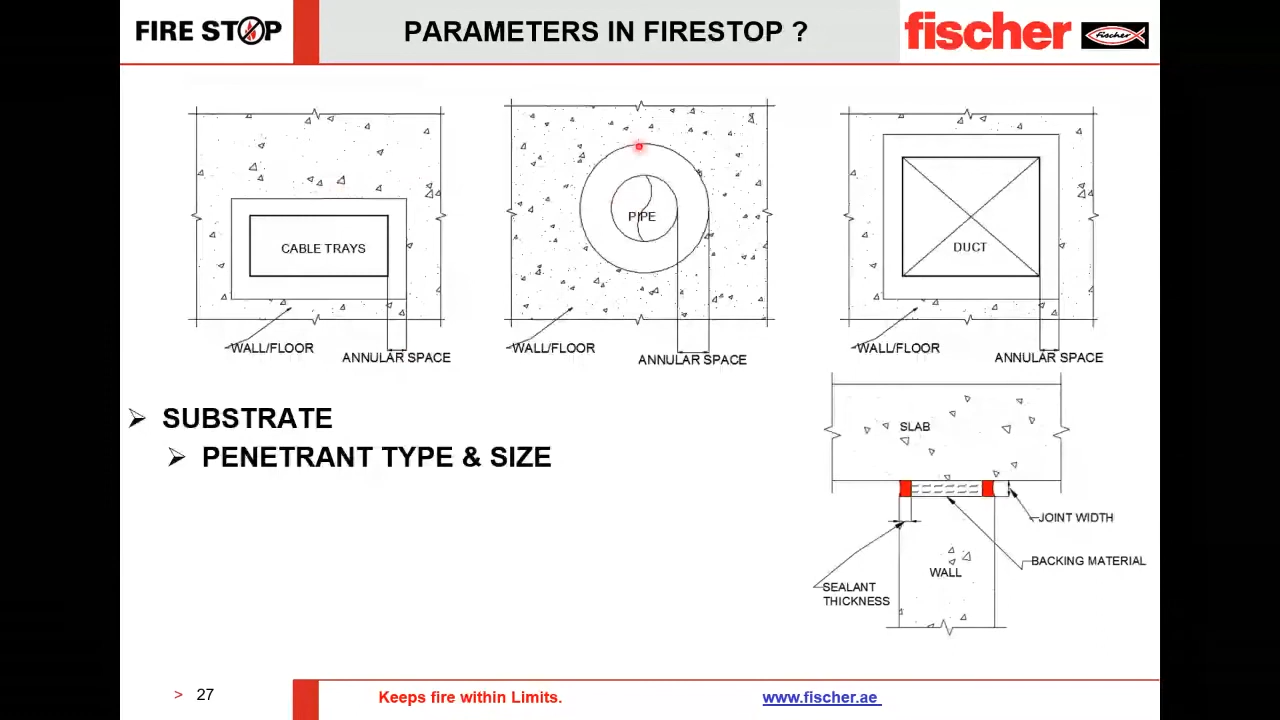 FIRE STOP
PARAMETERS IN FIRESTOP ?
fischer
fischer
CABLE TRAYS
WALL/FLOOR
ANNULAR SPACE
PIPE
WALL/FLOOR
ANNULAR SPACE
DUCT
WALL/FLOOR
ANNULAR SPACE
➢ SUBSTRATE
➢ PENETRANT TYPE & SIZE
SLAB
JOINT WIDTH
BACKING MATERIAL
WALL
SEALANT
THICKNESS
> 27
Keeps fire within Limits.
www.fischer.ae